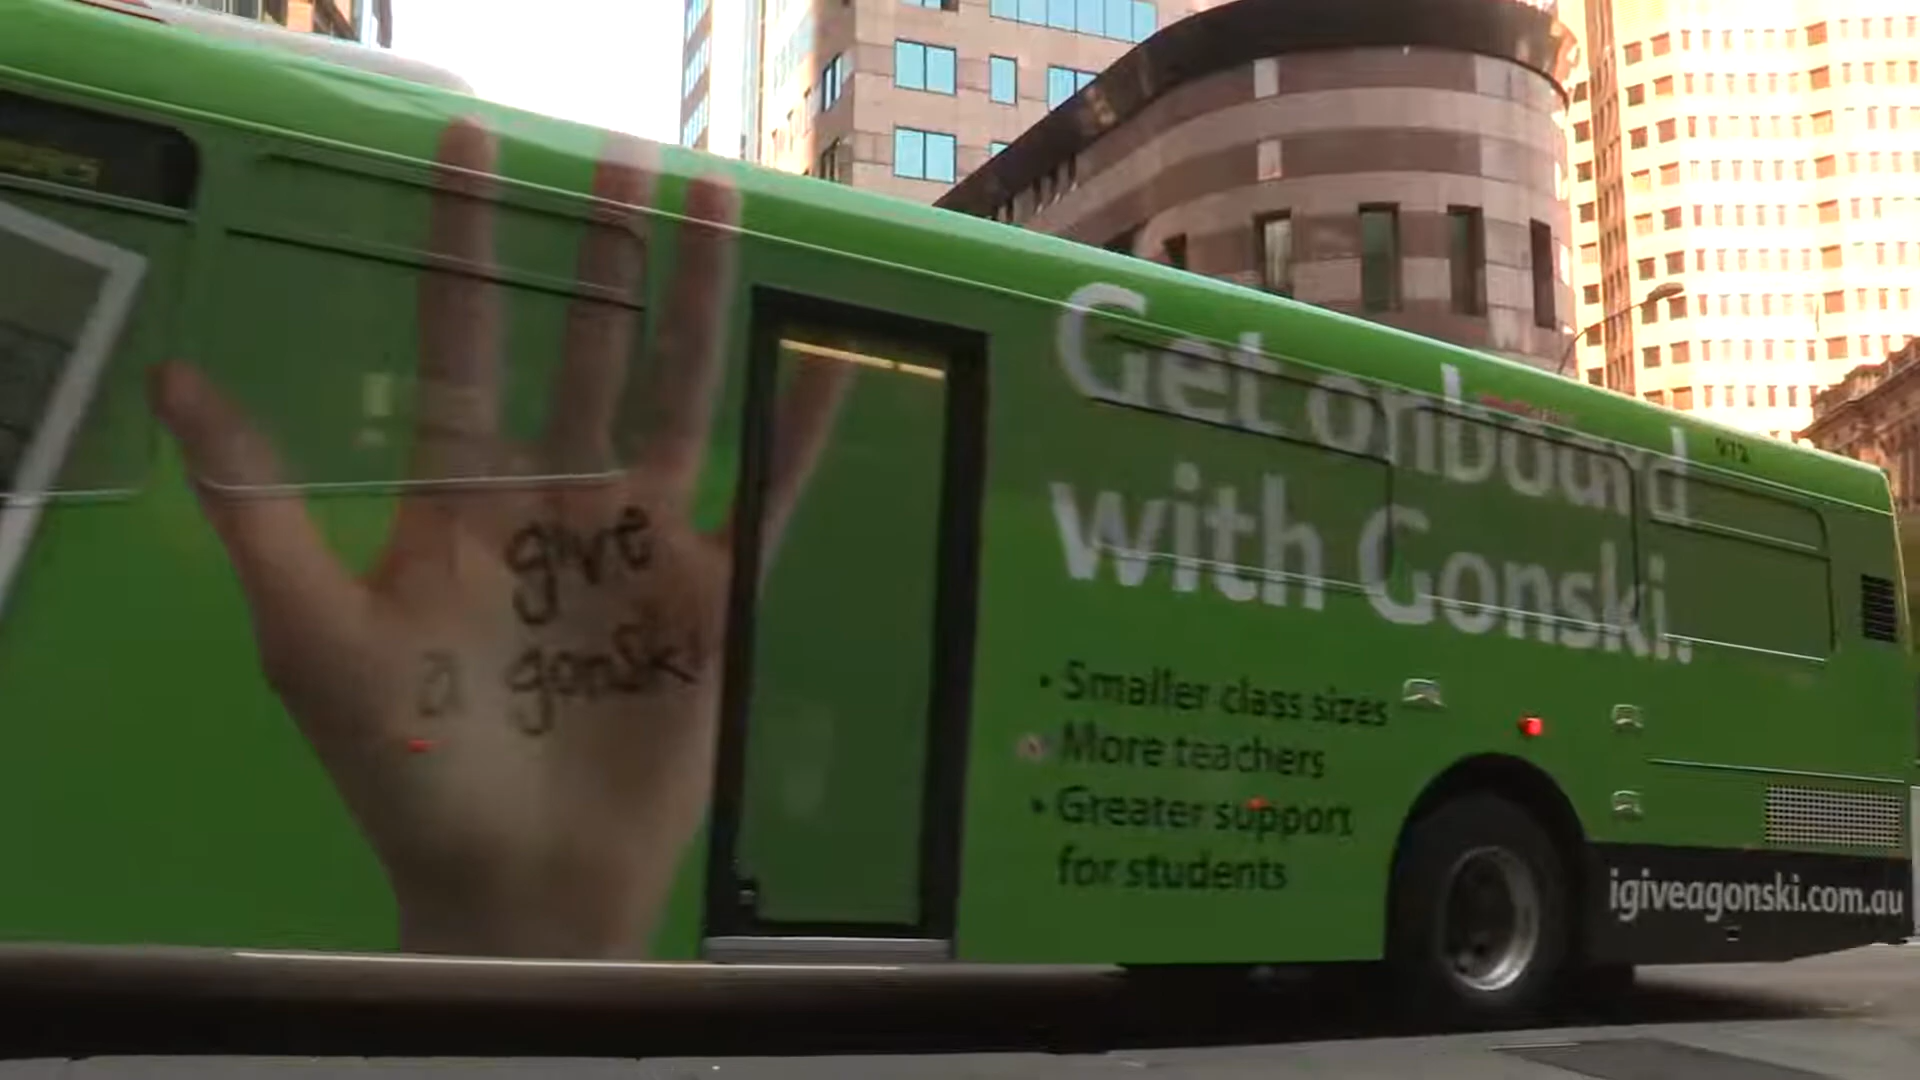 give
a gonski
Get onboard
with Gonski.
• Smaller class sizes
• More teachers
• Greater support
for students
igiveagonski.com.au